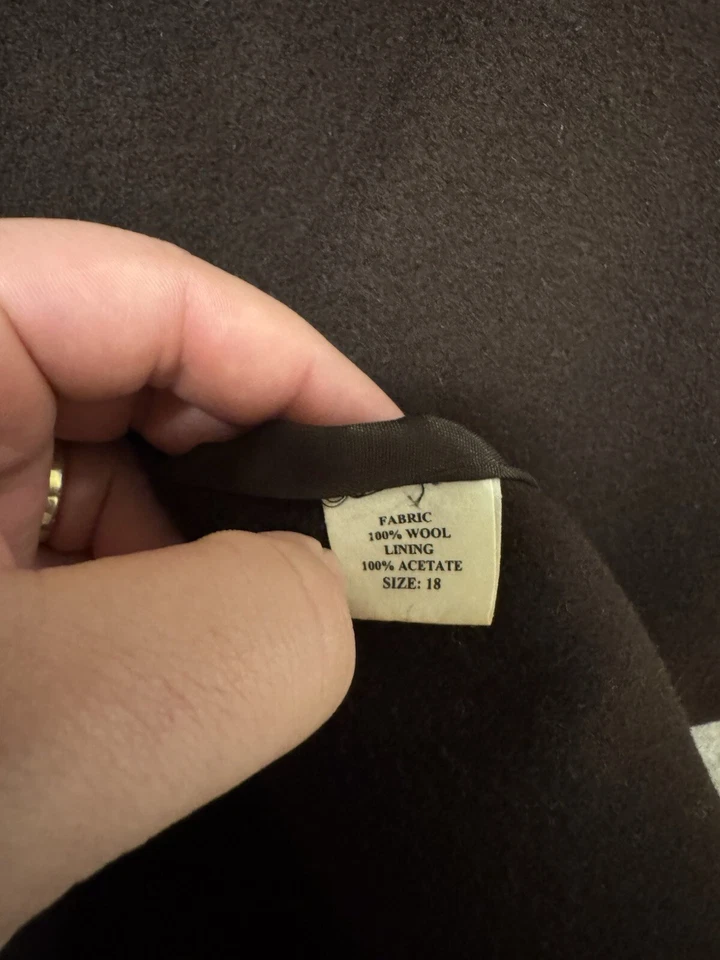 FABRIC
100% WOOL
LINING
100% ACETATE
SIZE: 18